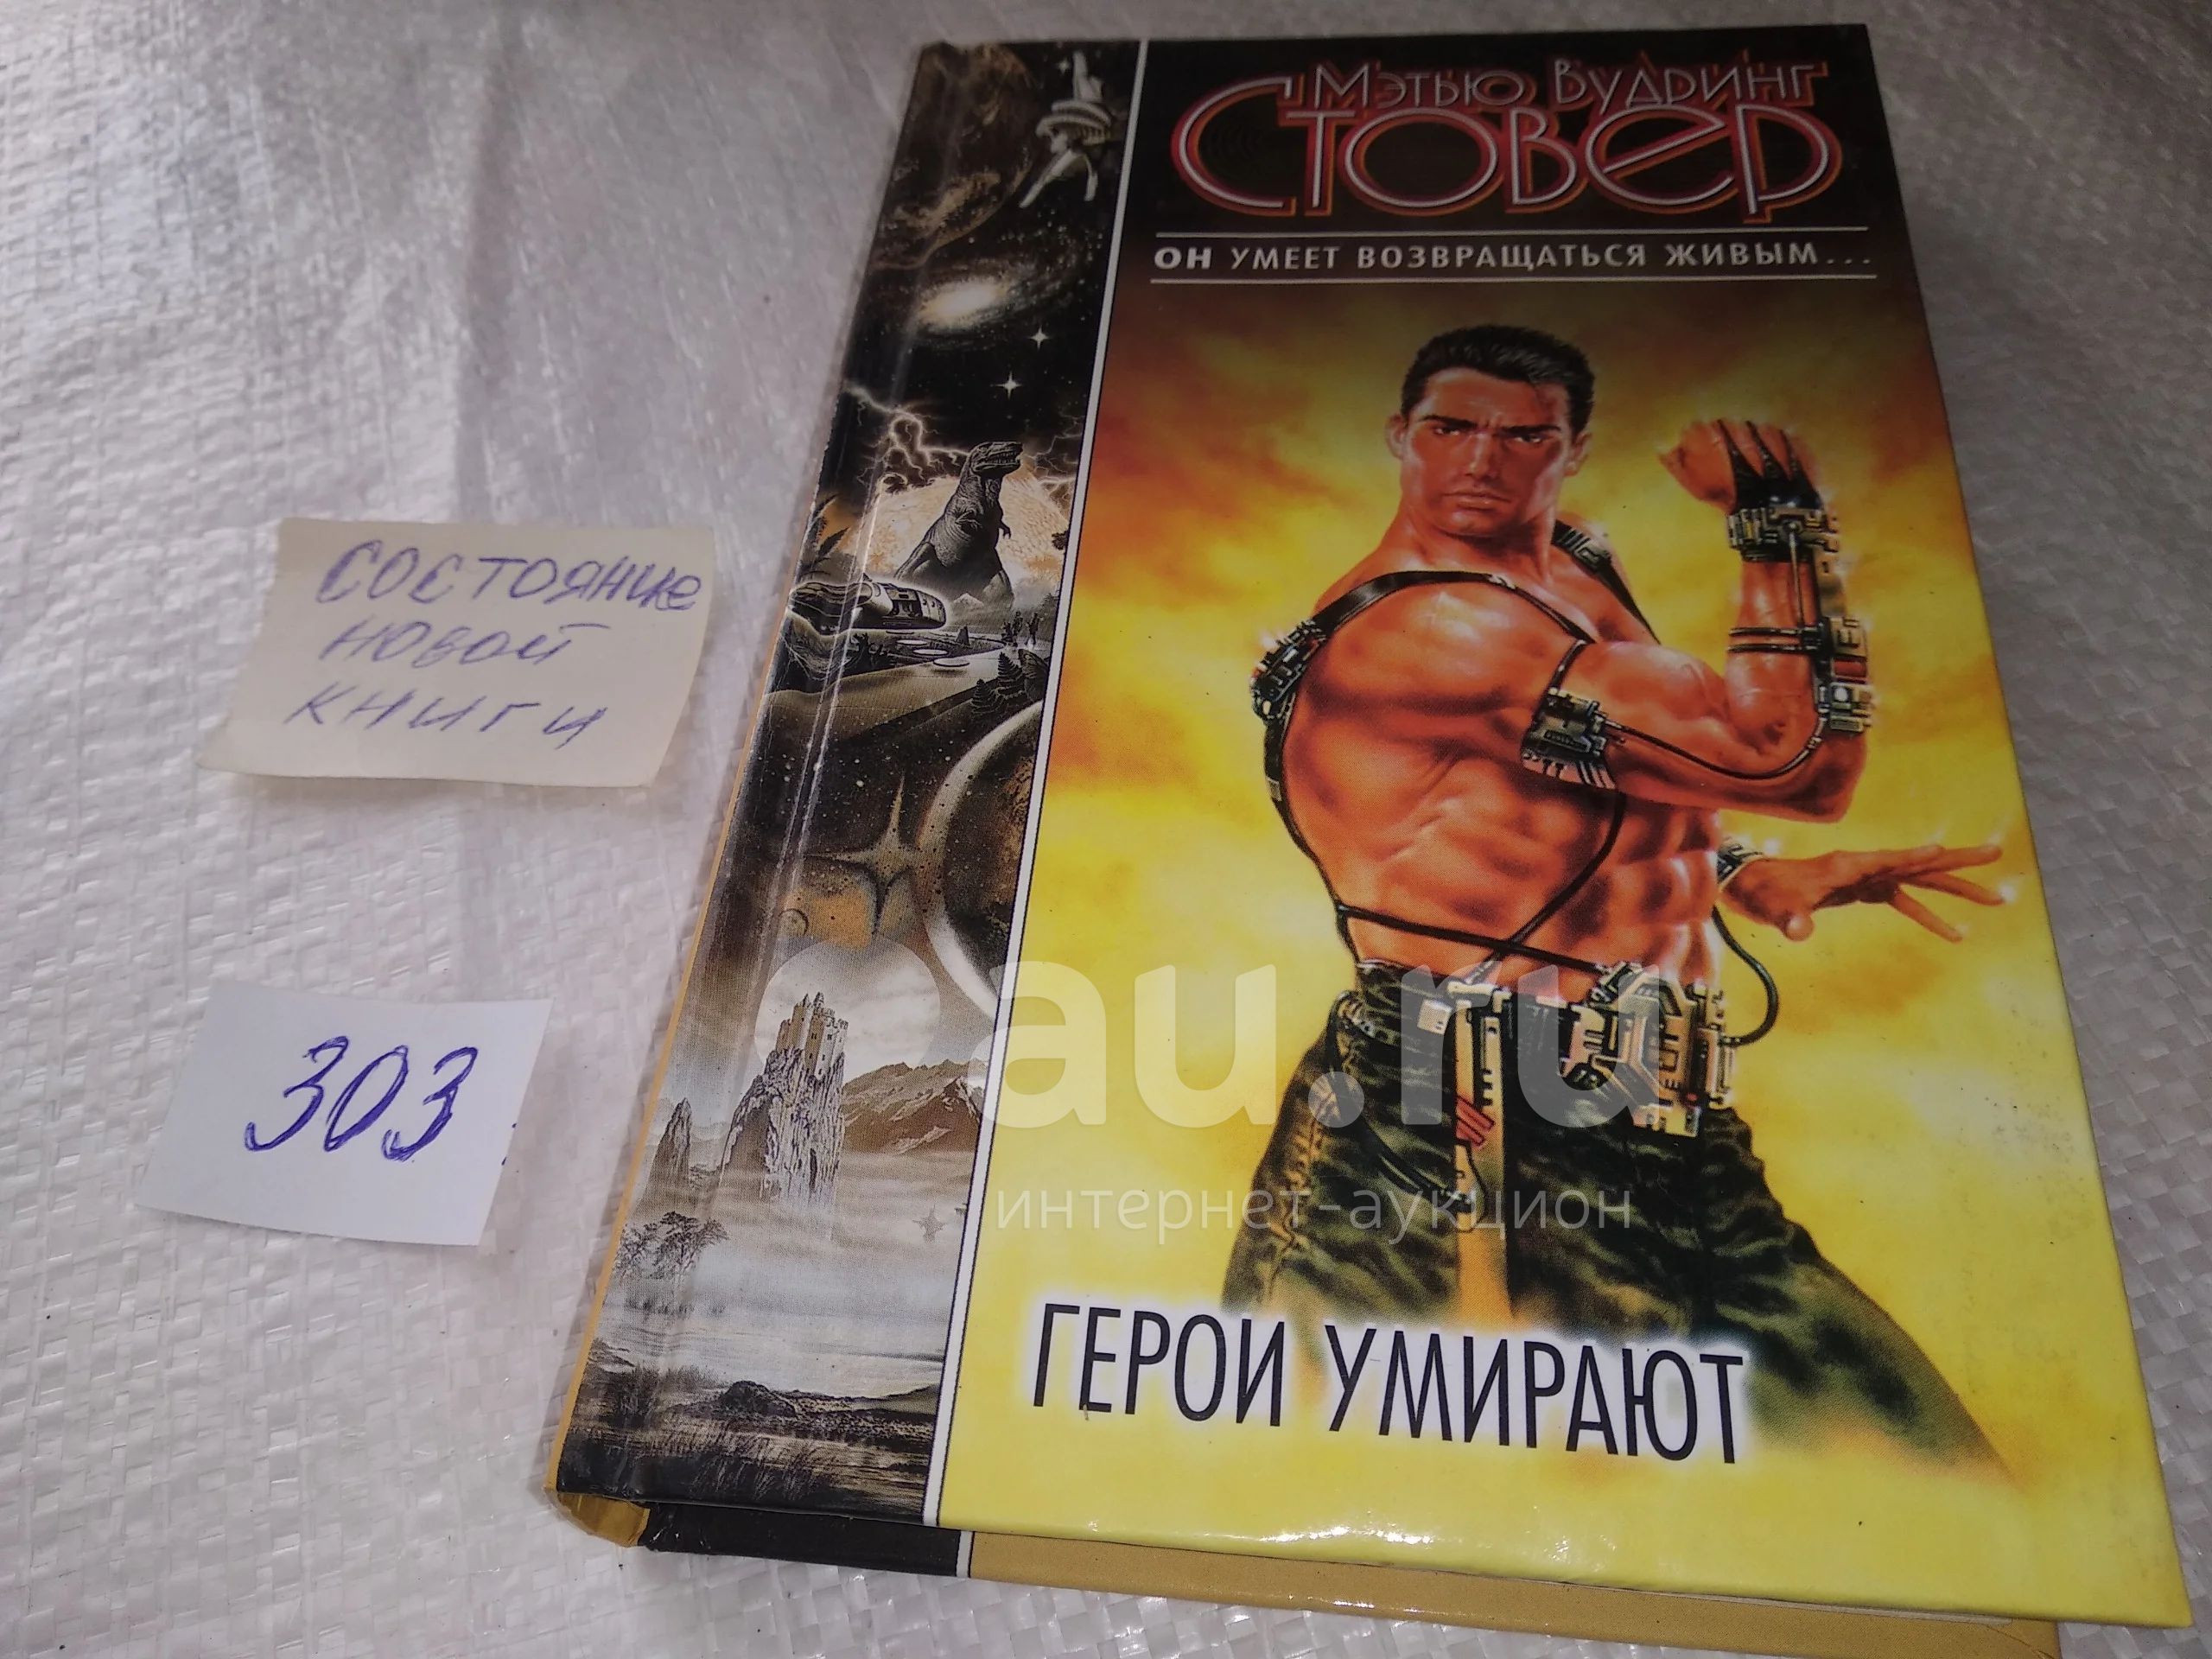 Мэтью Вудринг
Стовер
ОН УМЕЕТ ВОЗВРАЩАТЬСЯ ЖИВЫМ...
состояние
новой
книги
303
au.ru
интернет-аукцион
ГЕРОИ УМИРАЮТ